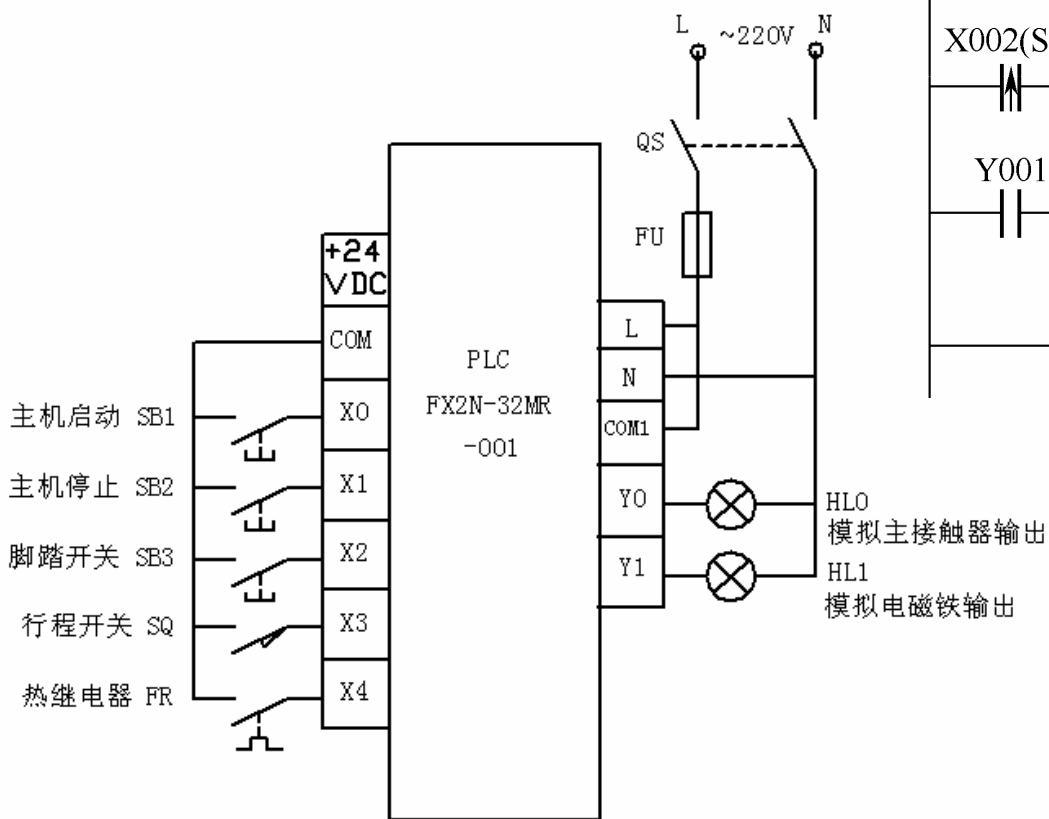 L ~220V N
QS
FU
+24
VDC
COM
X0
X1
X2
X3
X4
PLC
FX2N-32MR
-001
L
N
COM1
Y0
Y1
主机启动 SB1
主机停止 SB2
脚踏开关 SB3
行程开关 SQ
热继电器 FR
HL0
模拟主接触器输出
HL1
模拟电磁铁输出
X002(S
Y001